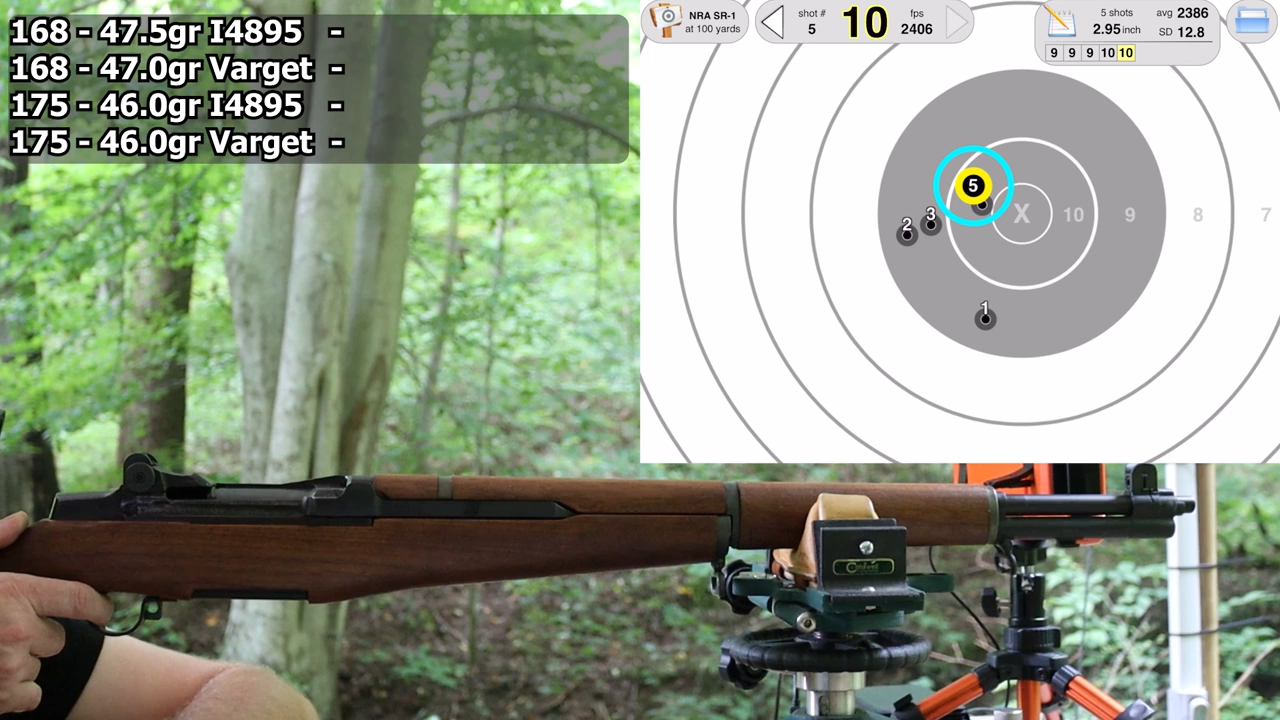 168 - 47.5gr I4895 -
168 - 47.0gr Varget -
175 - 46.0gr I4895 -
175 - 46.0gr Varget -
NRA SR-1
at 100 yards
shot #
5
10
fps
2406
5 shots
2.95 inch
avg 2386
SD 12.8
9 9 9 10 10
5
2 3
X 10 9 8 7
1
Caldwell